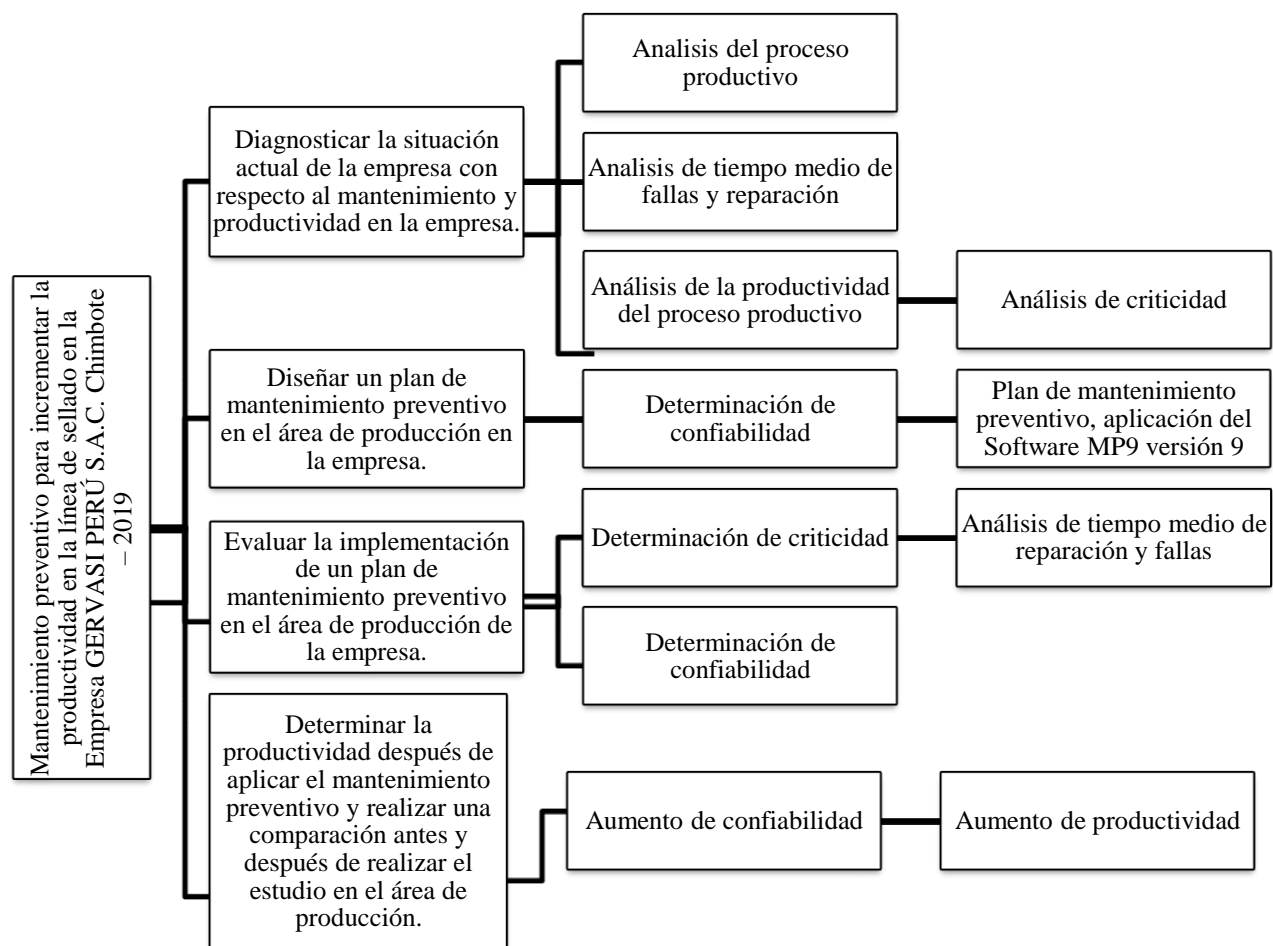 Mantenimiento preventivo para incrementar la
productividad en la línea de sellado en la
Empresa GERVASI PERÚ S.A.C. Chimbote
– 2019
Diagnosticar la situación
actual de la empresa con
respecto al mantenimiento y
productividad en la empresa.
Analisis del proceso
productivo
Analisis de tiempo medio de
fallas y reparación
Análisis de la productividad
del proceso productivo
Análisis de criticidad
Diseñar un plan de
mantenimiento preventivo
en el área de producción en
la empresa.
Determinación de
confiabilidad
Plan de mantenimiento
preventivo, aplicación del
Software MP9 versión 9
Evaluar la implementación
de un plan de
mantenimiento preventivo
en el área de producción de
la empresa.
Determinación de criticidad
Análisis de tiempo medio de
reparación y fallas
Determinación de
confiabilidad
Determinar la
productividad después de
aplicar el mantenimiento
preventivo y realizar una
comparación antes y
después de realizar el
estudio en el área de
producción.
Aumento de confiabilidad
Aumento de productividad